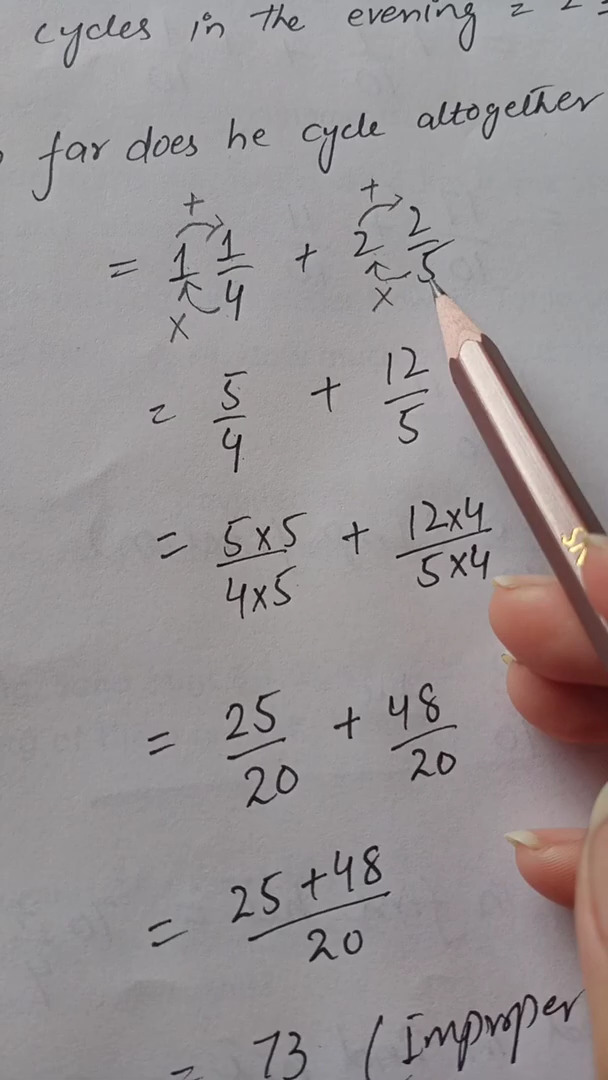 cycles in the evening =
far does he cycle altogether
+ +
= 1 1/4 + 2 2/5
x x
= 5/4 + 12/5
= 5x5/4x5 + 12x4/5x4
= 25/20 + 48/20
= 25+48/20
= 73 (Improper